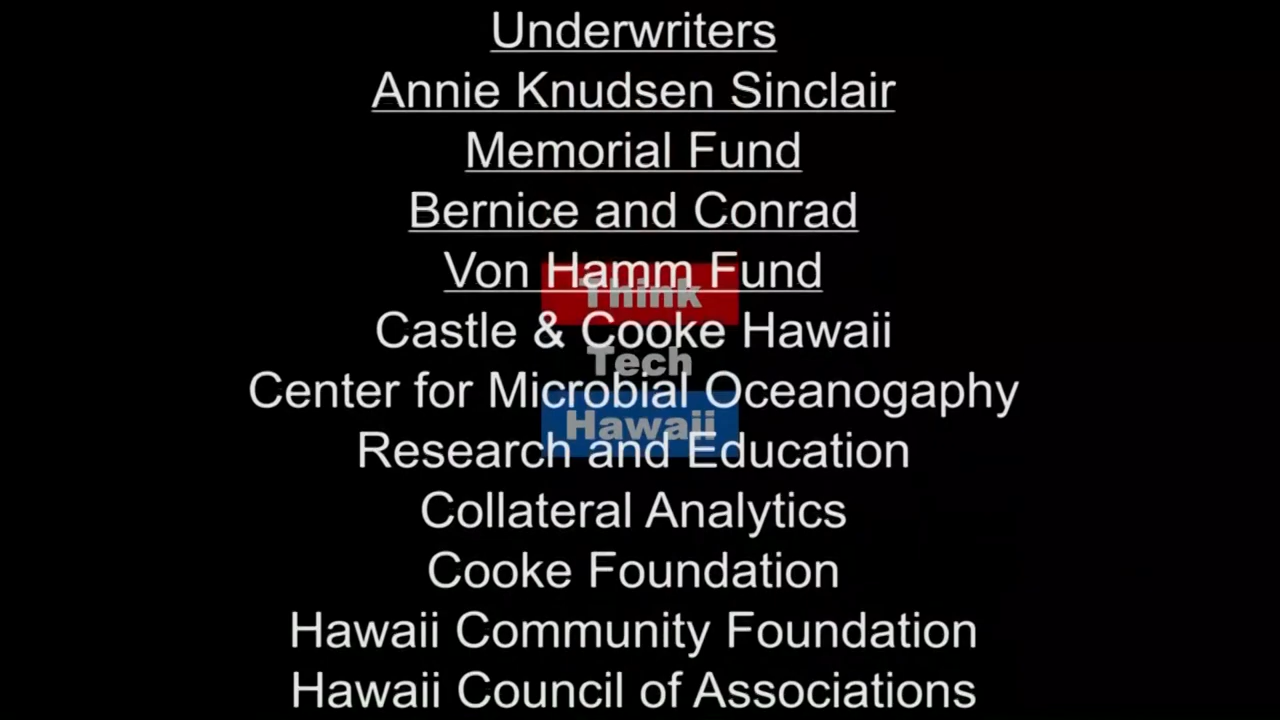 Underwriters
Annie Knudsen Sinclair
Memorial Fund
Bernice and Conrad
Von Hamm Fund
Think
Castle & Cooke Hawaii
Tech
Center for Microbial Oceanogaphy
Hawaii
Research and Education
Collateral Analytics
Cooke Foundation
Hawaii Community Foundation
Hawaii Council of Associations